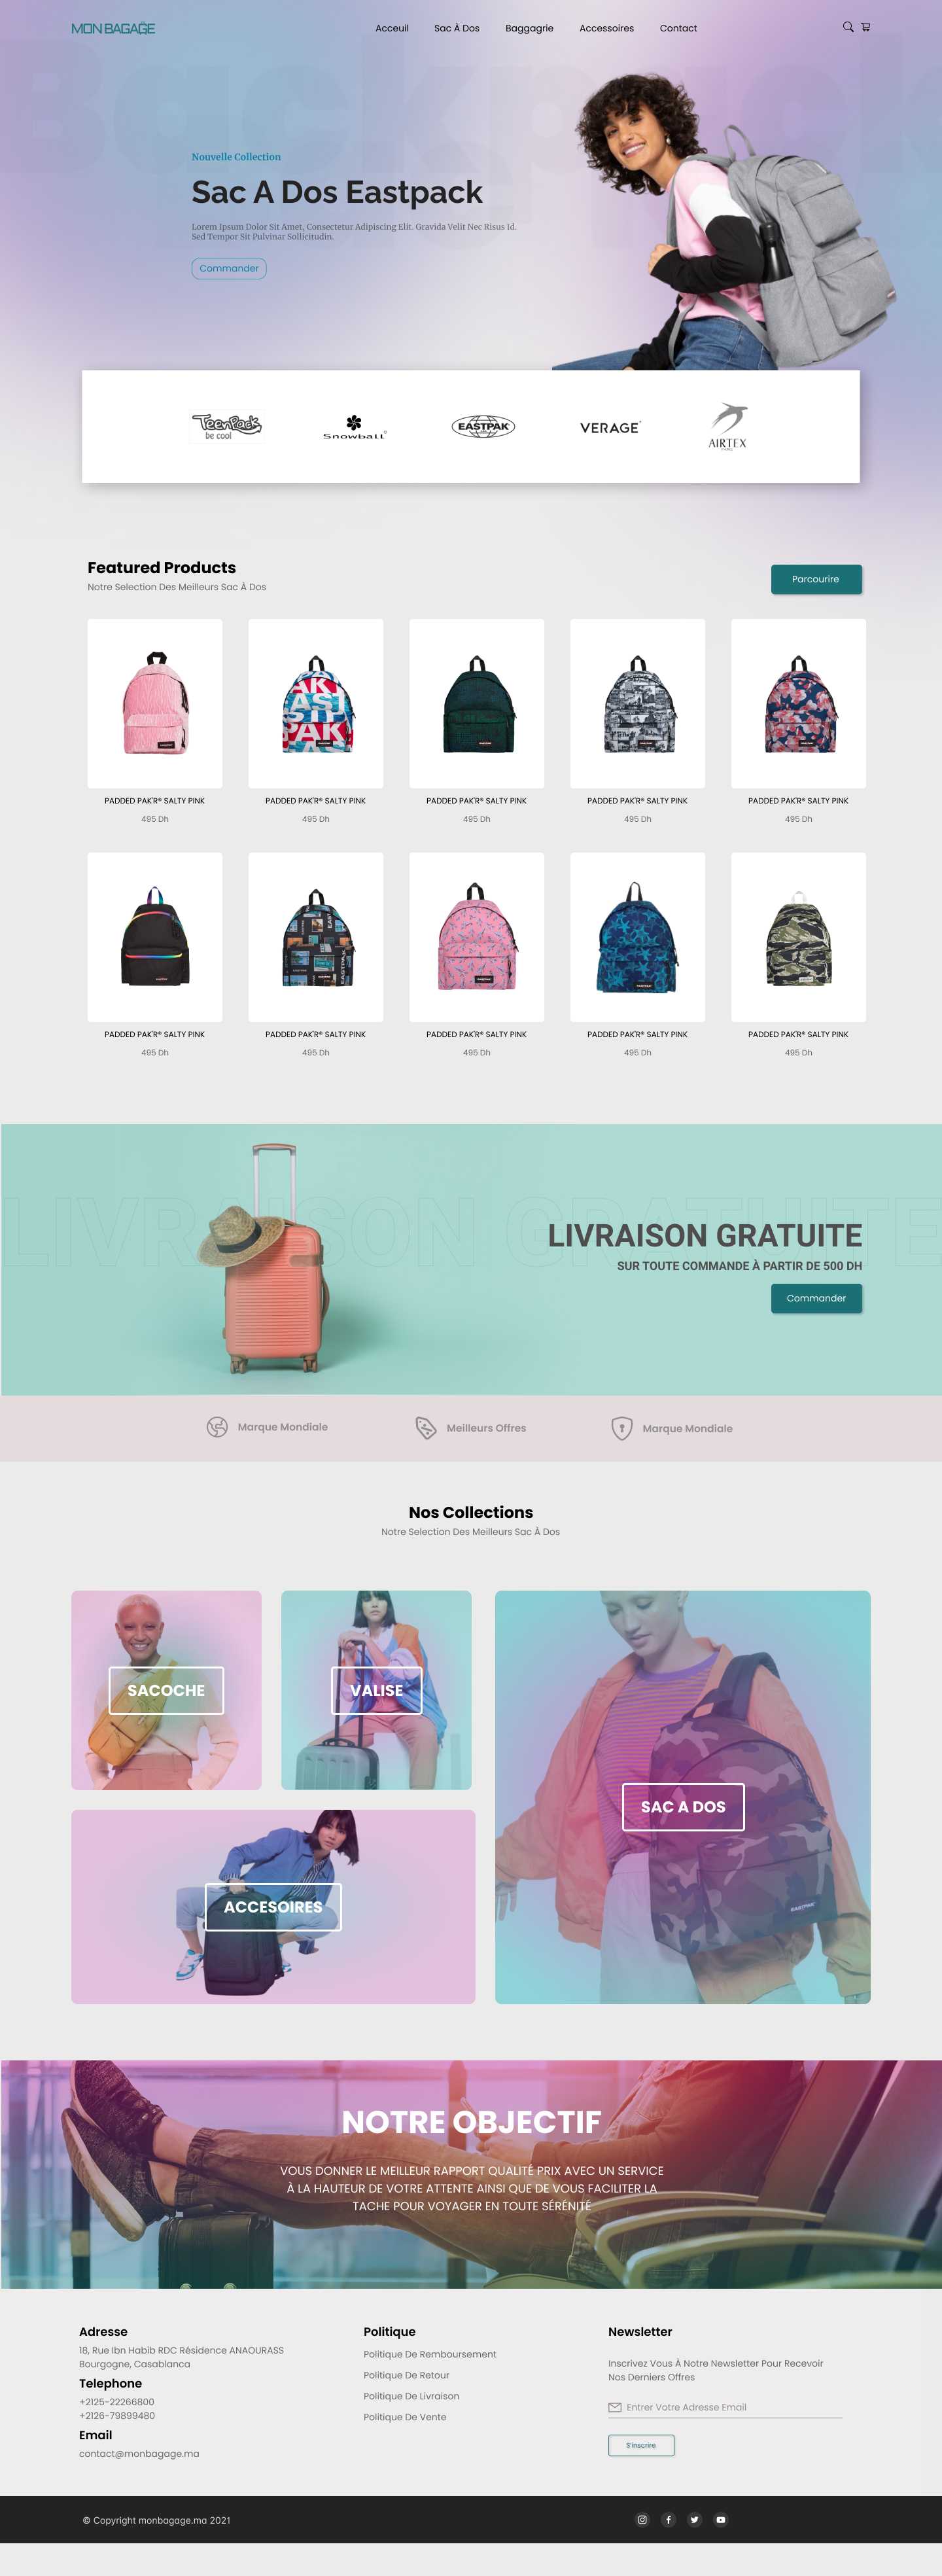 MON BAGAGE
Acceuil
Sac À Dos
Baggagrie
Accessoires
Contact
Backpack
Nouvelle Collection
Sac A Dos Eastpack
Lorem Ipsum Dolor Sit Amet, Consectetur Adipiscing Elit. Gravida Velit Nec Risus Id.
Sed Tempor Sit Pulvinar Sollicitudin.
Commander
TeenPack
be cool
Snowball®
EASTPAK
VERAGE
AIRTEX
PARIS
Featured Products
Notre Selection Des Meilleurs Sac À Dos
Parcourire
PADDED PAK'R® SALTY PINK
495 Dh
PADDED PAK'R® SALTY PINK
495 Dh
PADDED PAK'R® SALTY PINK
495 Dh
PADDED PAK'R® SALTY PINK
495 Dh
PADDED PAK'R® SALTY PINK
495 Dh
PADDED PAK'R® SALTY PINK
495 Dh
PADDED PAK'R® SALTY PINK
495 Dh
PADDED PAK'R® SALTY PINK
495 Dh
PADDED PAK'R® SALTY PINK
495 Dh
PADDED PAK'R® SALTY PINK
495 Dh
LIVRAISON GRATUITE
LIVRAISON GRATUITE
SUR TOUTE COMMANDE À PARTIR DE 500 DH
Commander
Marque Mondiale
Meilleurs Offres
Marque Mondiale
Nos Collections
Notre Selection Des Meilleurs Sac À Dos
SACOCHE
VALISE
SAC A DOS
EASTPAK
ACCESOIRES
NOTRE OBJECTIF
VOUS DONNER LE MEILLEUR RAPPORT QUALITÉ PRIX AVEC UN SERVICE
À LA HAUTEUR DE VOTRE ATTENTE AINSI QUE DE VOUS FACILITER LA
TACHE POUR VOYAGER EN TOUTE SÉRÉNITÉ
Adresse
18, Rue Ibn Habib RDC Résidence ANAOURASS
Bourgogne, Casablanca
Telephone
+2125-22266800
+2126-79899480
Email
contact@monbagage.ma
Politique
Politique De Remboursement
Politique De Retour
Politique De Livraison
Politique De Vente
Newsletter
Inscrivez Vous À Notre Newsletter Pour Recevoir
Nos Derniers Offres
Entrer Votre Adresse Email
S'inscrire
© Copyright monbagage.ma 2021